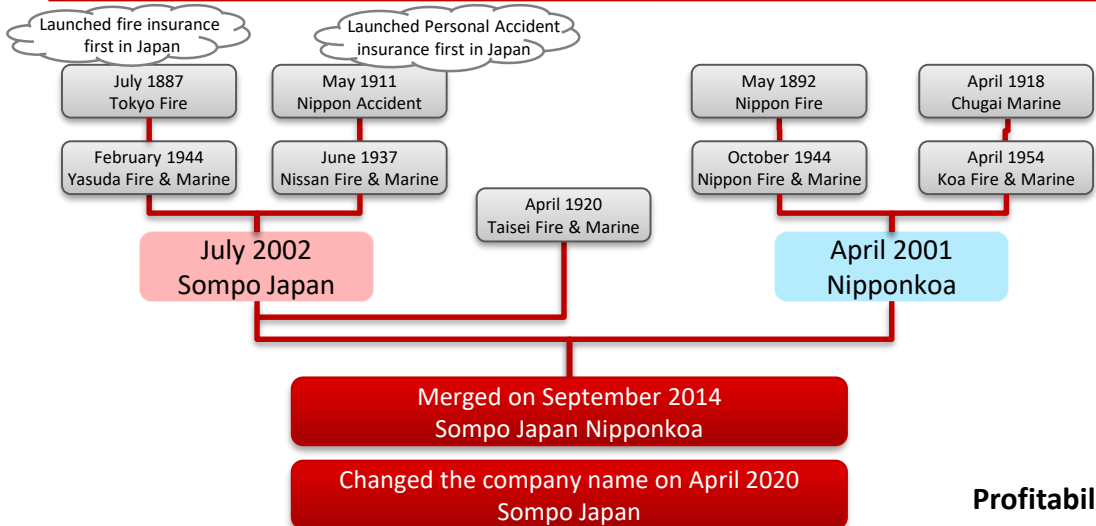 Launched fire insurance
first in Japan
Launched Personal Accident
insurance first in Japan
July 1887
Tokyo Fire
May 1911
Nippon Accident
May 1892
Nippon Fire
April 1918
Chugai Marine
February 1944
Yasuda Fire & Marine
June 1937
Nissan Fire & Marine
October 1944
Nippon Fire & Marine
April 1954
Koa Fire & Marine
April 1920
Taisei Fire & Marine
July 2002
Sompo Japan
April 2001
Nipponkoa
Merged on September 2014
Sompo Japan Nipponkoa
Changed the company name on April 2020
Sompo Japan
Profitabil